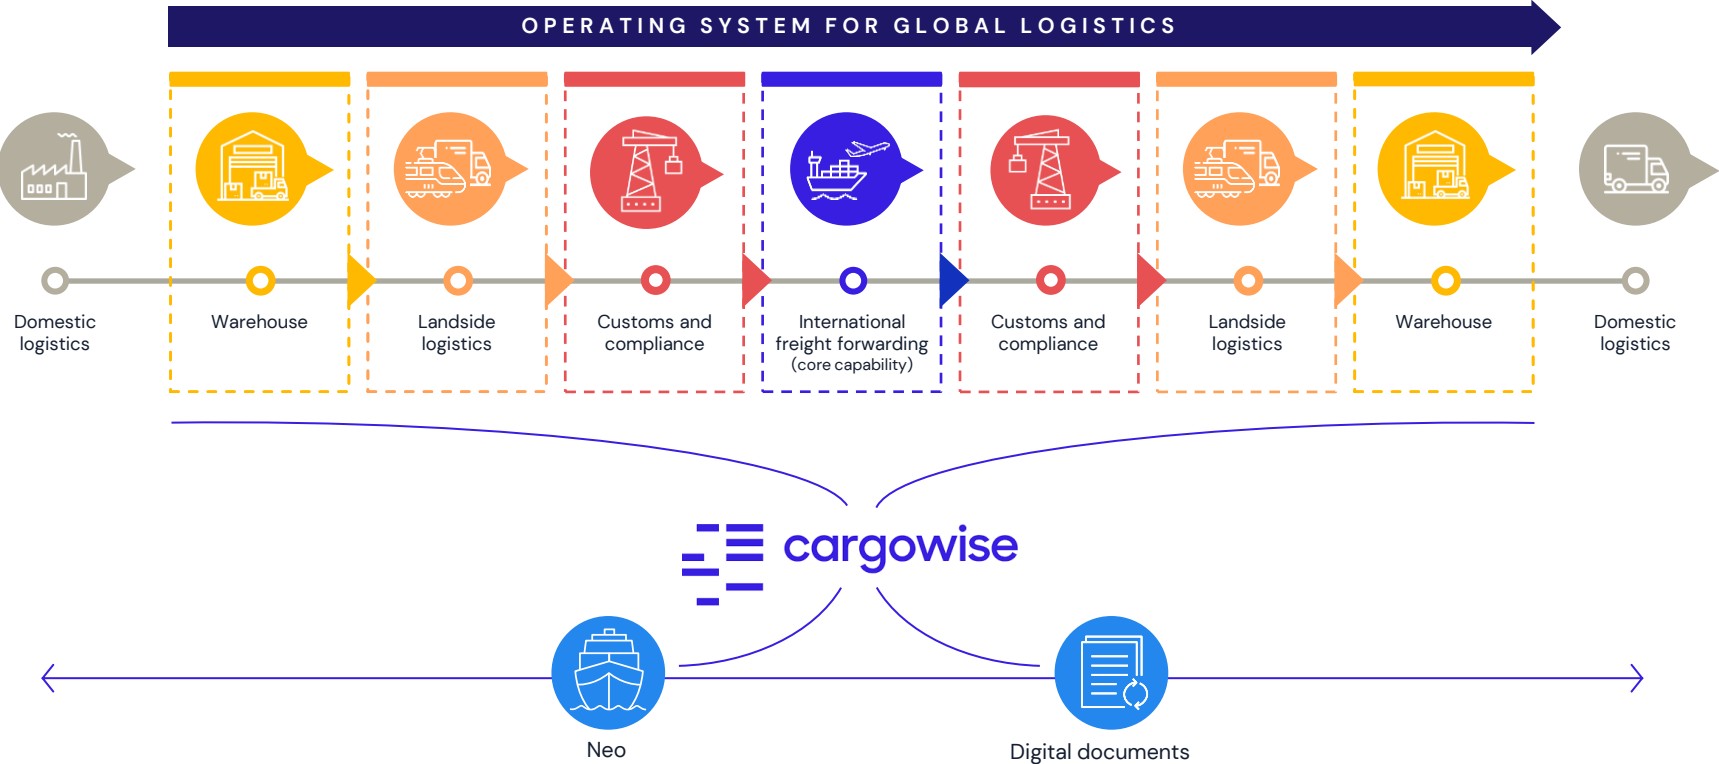 OPERATING SYSTEM FOR GLOBAL LOGISTICS
Domestic
logistics
Warehouse
Landside
logistics
Customs and
compliance
International
freight forwarding
(core capability)
Customs and
compliance
Landside
logistics
Warehouse
Domestic
logistics
cargowise
Neo
Digital documents